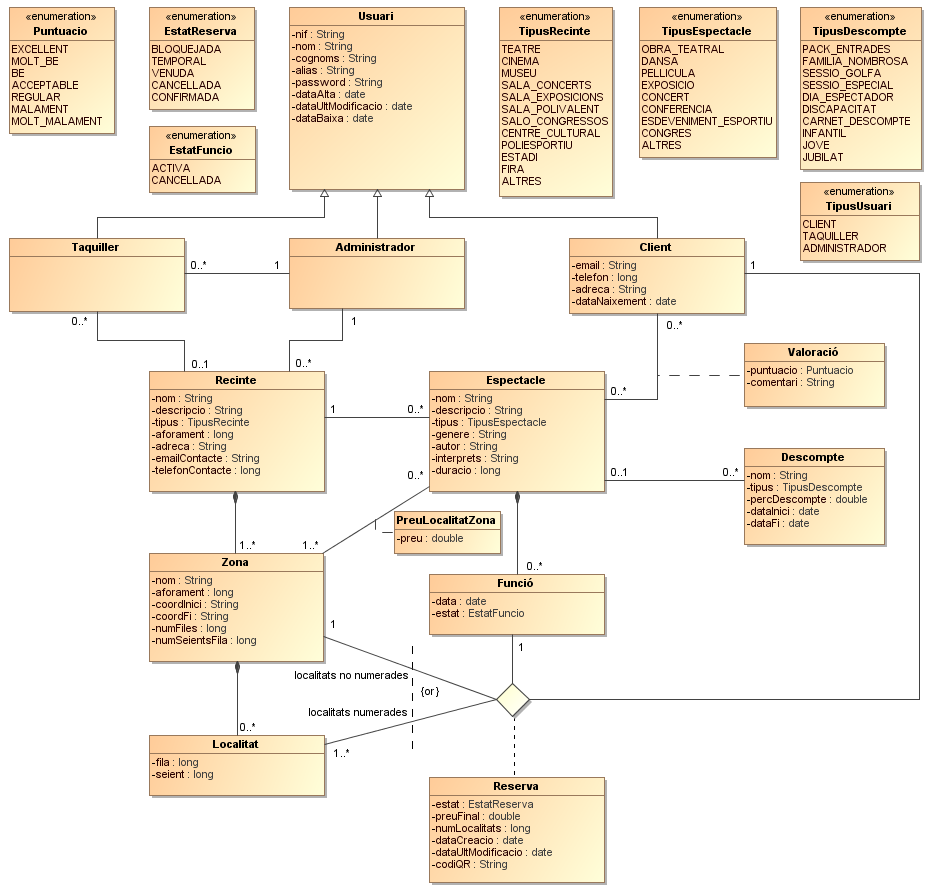 «enumeration»
Puntuacio
EXCELLENT
MOLT_BE
BE
ACCEPTABLE
REGULAR
MALAMENT
MOLT_MALAMENT
«enumeration»
EstatReserva
BLOQUEJADA
TEMPORAL
VENUDA
CANCELLADA
CONFIRMADA
«enumeration»
EstatFuncio
ACTIVA
CANCELLADA
Usuari
-nif : String
-nom : String
-cognoms : String
-alias : String
-password : String
-dataAlta : date
-dataUltModificacio : date
-dataBaixa : date
«enumeration»
TipusRecinte
TEATRE
CINEMA
MUSEU
SALA_CONCERTS
SALA_EXPOSICIONS
SALA_POLIVALENT
SALO_CONGRESSOS
CENTRE_CULTURAL
POLIESPORTIU
ESTADI
FIRA
ALTRES
«enumeration»
TipusEspectacle
OBRA_TEATRAL
DANSA
PELLICULA
EXPOSICIO
CONCERT
CONFERENCIA
ESDEVENIMENT_ESPORTIU
CONGRES
ALTRES
«enumeration»
TipusDescompte
PACK_ENTRADES
FAMILIA_NOMBROSA
SESSIO_GOLFA
SESSIO_ESPECIAL
DIA_ESPECTADOR
DISCAPACITAT
CARNET_DESCOMPTE
INFANTIL
JOVE
JUBILAT
«enumeration»
TipusUsuari
CLIENT
TAQUILLER
ADMINISTRADOR
Taquiller
0..*
1
Administrador
Client
-email : String
-telefon : long
-adreca : String
-dataNaixement : date
1
0..*
1
0..*
0..1
0..*
Recinte
-nom : String
-descripcio : String
-tipus : TipusRecinte
-aforament : long
-adreca : String
-emailContacte : String
-telefonContacte : long
1
0..*
Espectacle
-nom : String
-descripcio : String
-tipus : TipusEspectacle
-genere : String
-autor : String
-interprets : String
-duracio : long
0..*
Valoració
-puntuacio : Puntuacio
-comentari : String
0..1
0..*
Descompte
-nom : String
-tipus : TipusDescompte
-percDescompte : double
-dataInici : date
-dataFi : date
0..*
PreuLocalitatZona
-preu : double
1..*
1..*
0..*
Zona
-nom : String
-aforament : long
-coordInici : String
-coordFi : String
-numFiles : long
-numSeientsFila : long
Funció
-data : date
-estat : EstatFuncio
1
1
localitats no numerades
{or}
localitats numerades
0..*
1..*
Localitat
-fila : long
-seient : long
Reserva
-estat : EstatReserva
-preuFinal : double
-numLocalitats : long
-dataCreacio : date
-dataUltModificacio : date
-codiQR : String